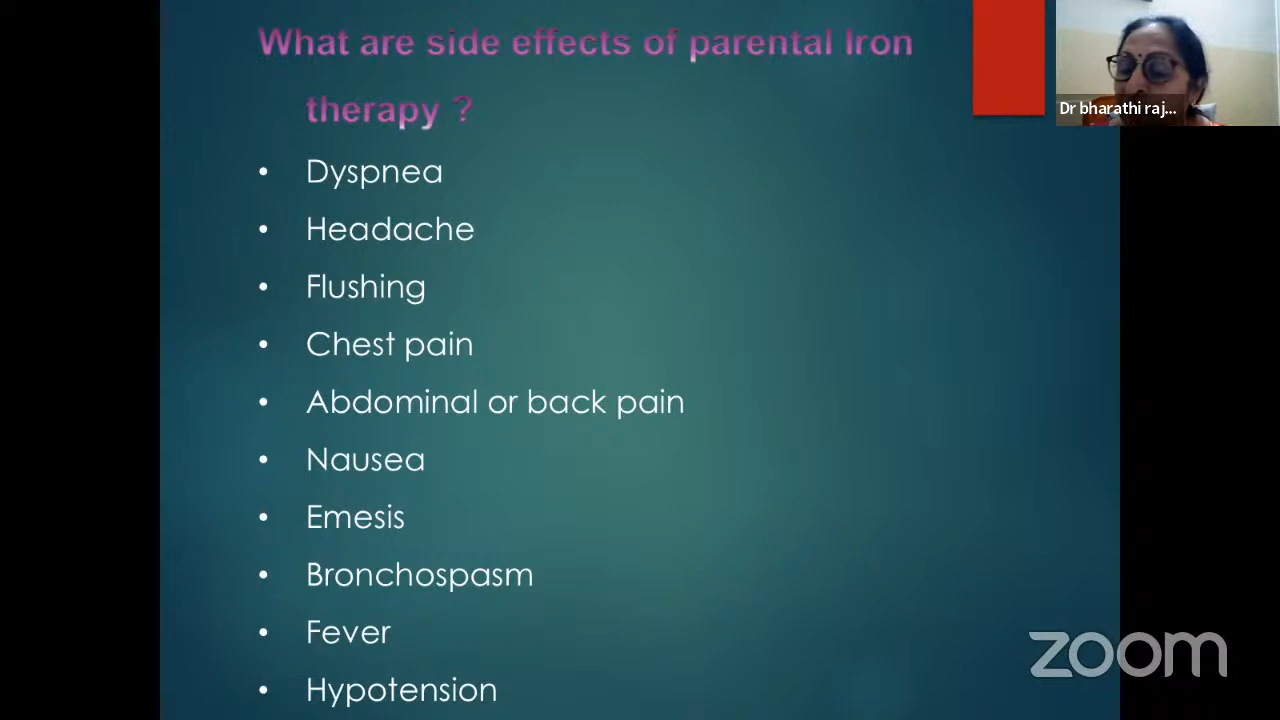 What are side effects of parental Iron
therapy ?
• Dyspnea
• Headache
• Flushing
• Chest pain
• Abdominal or back pain
• Nausea
• Emesis
• Bronchospasm
• Fever
• Hypotension
Dr bharathi raj...
zoom